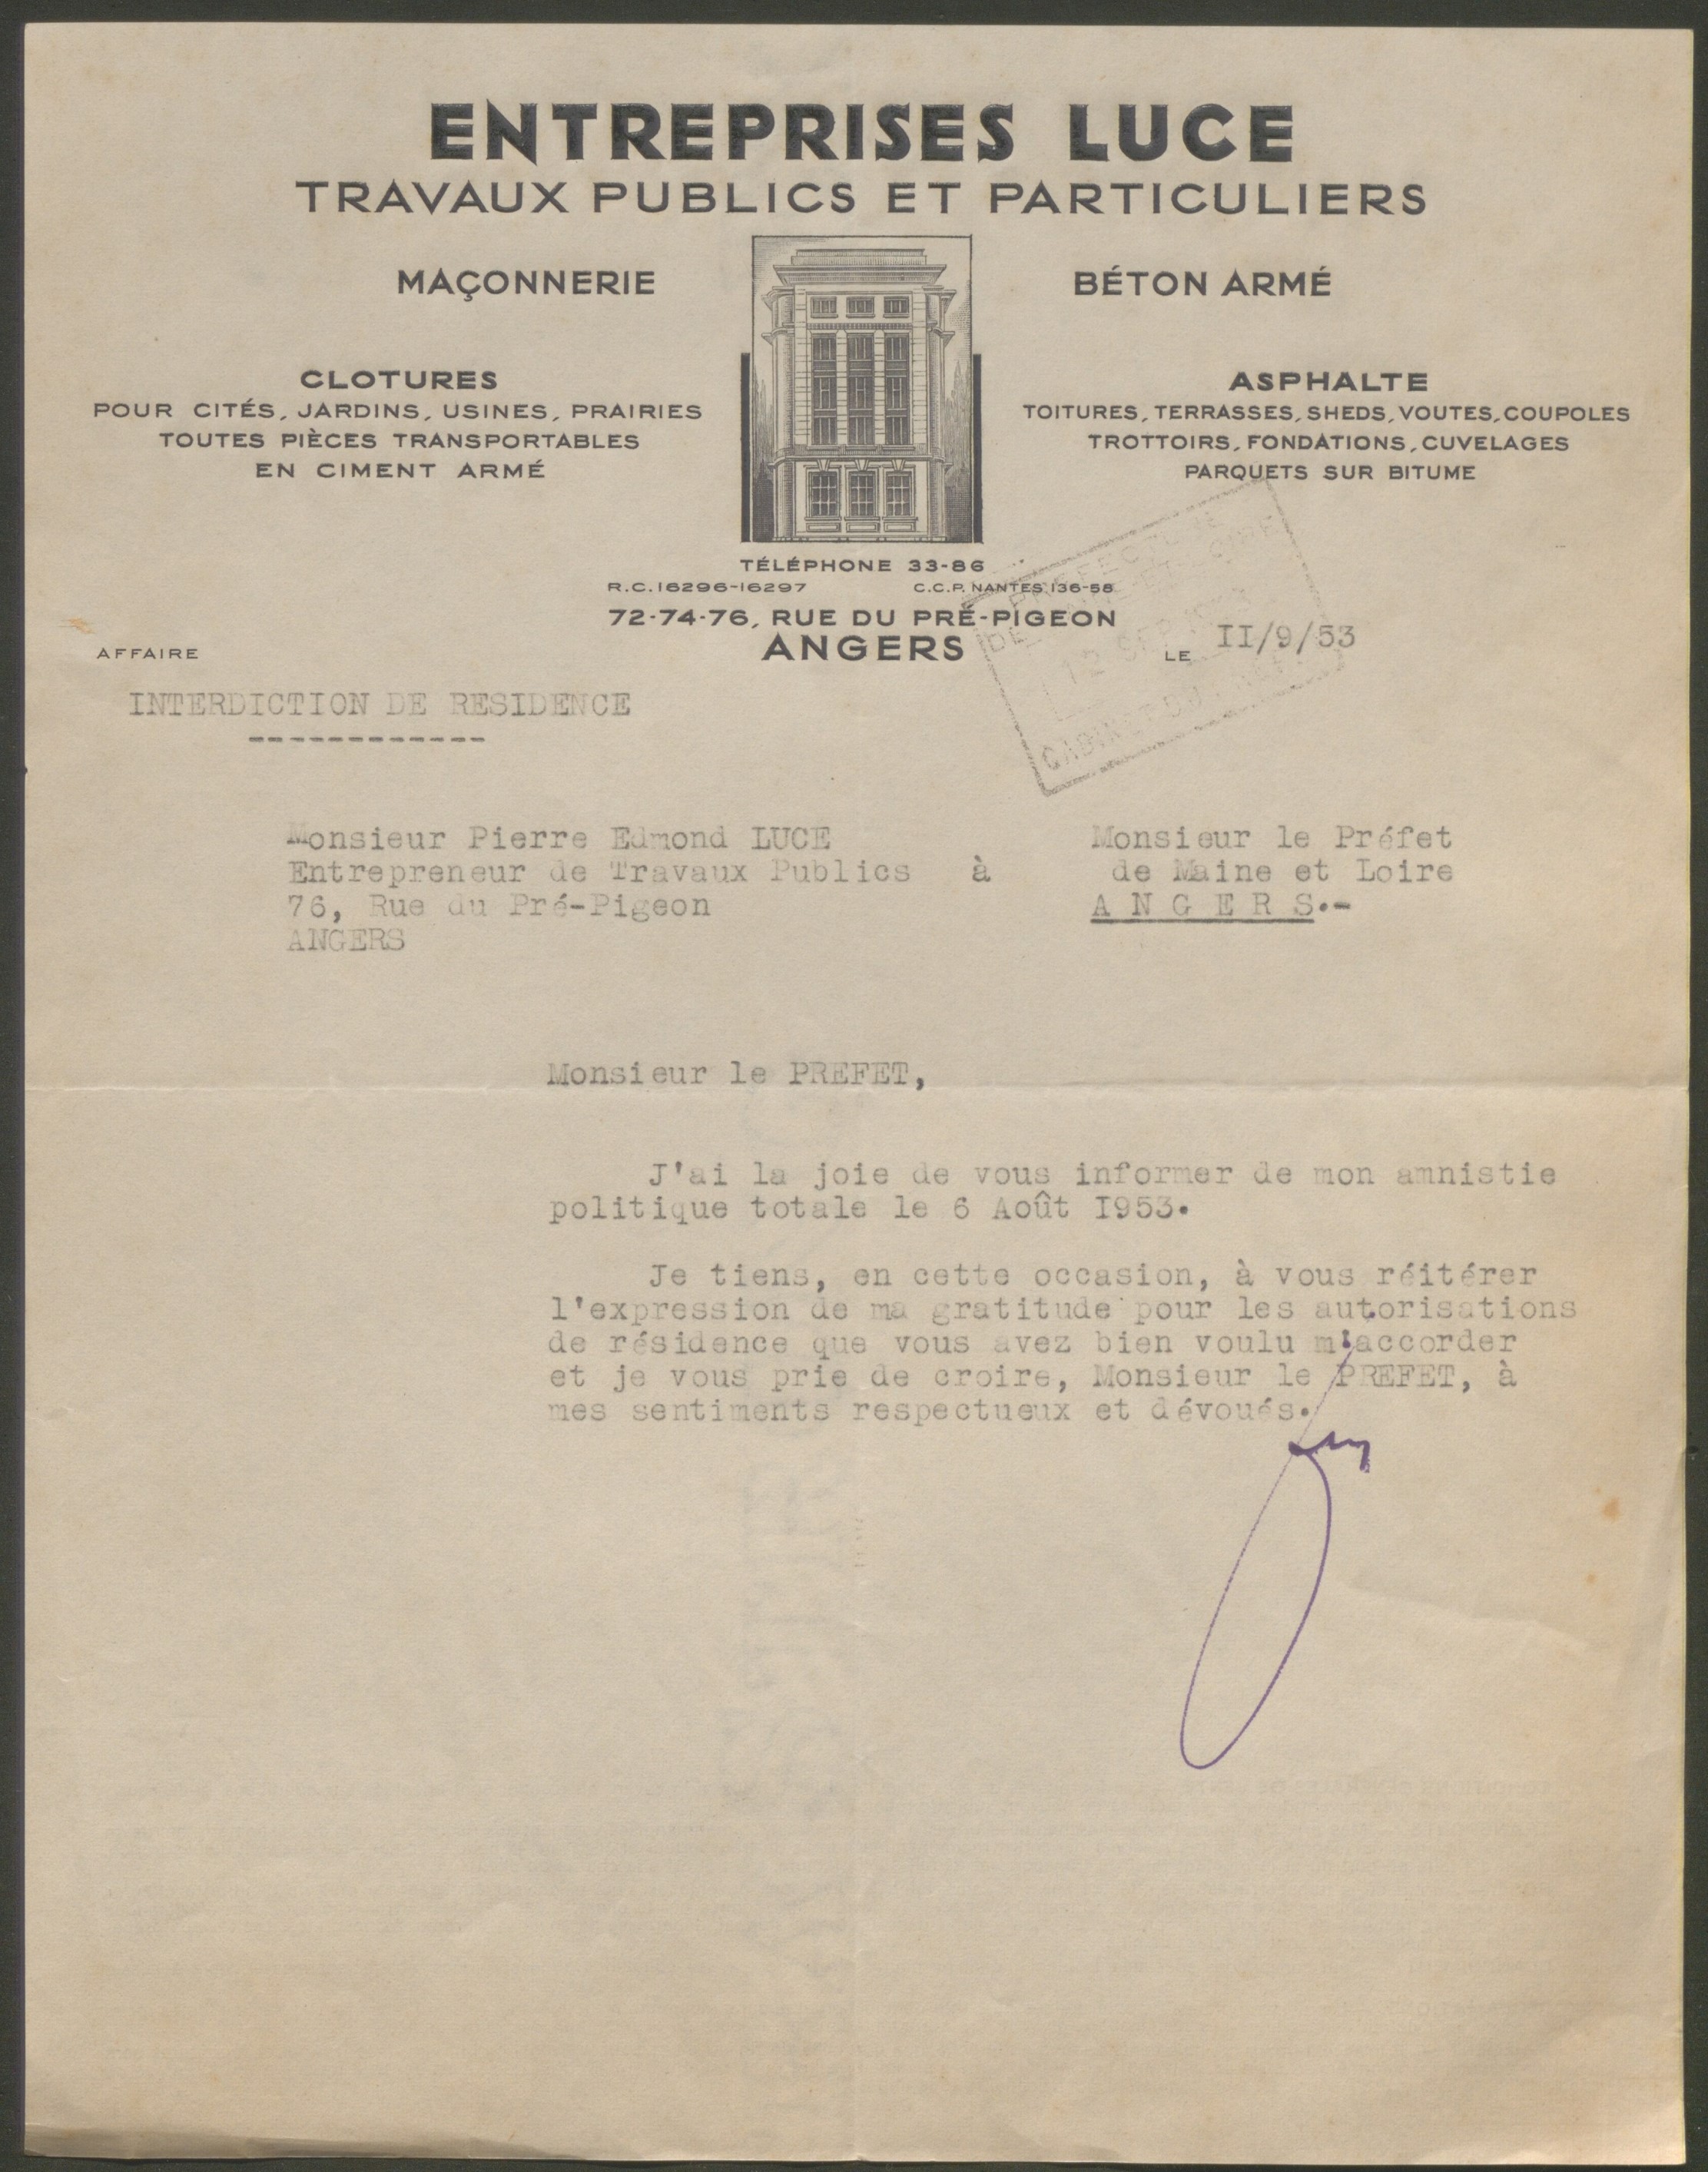 ENTREPRISES LUCE
TRAVAUX PUBLICS ET PARTICULIERS
MAÇONNERIE
BÉTON ARMÉ
CLOTURES
POUR CITÉS, JARDINS, USINES, PRAIRIES
TOUTES PIÈCES TRANSPORTABLES
EN CIMENT ARMÉ
ASPHALTE
TOITURES, TERRASSES, SHEDS, VOUTES, COUPOLES
TROTTOIRS, FONDATIONS, CUVELAGES
PARQUETS SUR BITUME
TÉLÉPHONE 33-86
R.C. 16296-16297 C.C.P. NANTES 136-58
72-74-76, RUE DU PRÉ-PIGEON
ANGERS
AFFAIRE
LE II/9/53
PREFECTURE
12 SEP
CABINET DU
INTERDICTION DE RESIDENCE
------------
Monsieur Pierre Edmond LUCE
Entrepreneur de Travaux Publics à
76, Rue du Pré-Pigeon
ANGERS
Monsieur le Préfet
de Maine et Loire
A N G E R S.-
Monsieur le PREFET,
J'ai la joie de vous informer de mon amnistie
politique totale le 6 Août I953.
Je tiens, en cette occasion, à vous réitérer
l'expression de ma gratitude pour les autorisations
de résidence que vous avez bien voulu m'accorder
et je vous prie de croire, Monsieur le PREFET, à
mes sentiments respectueux et dévoués.